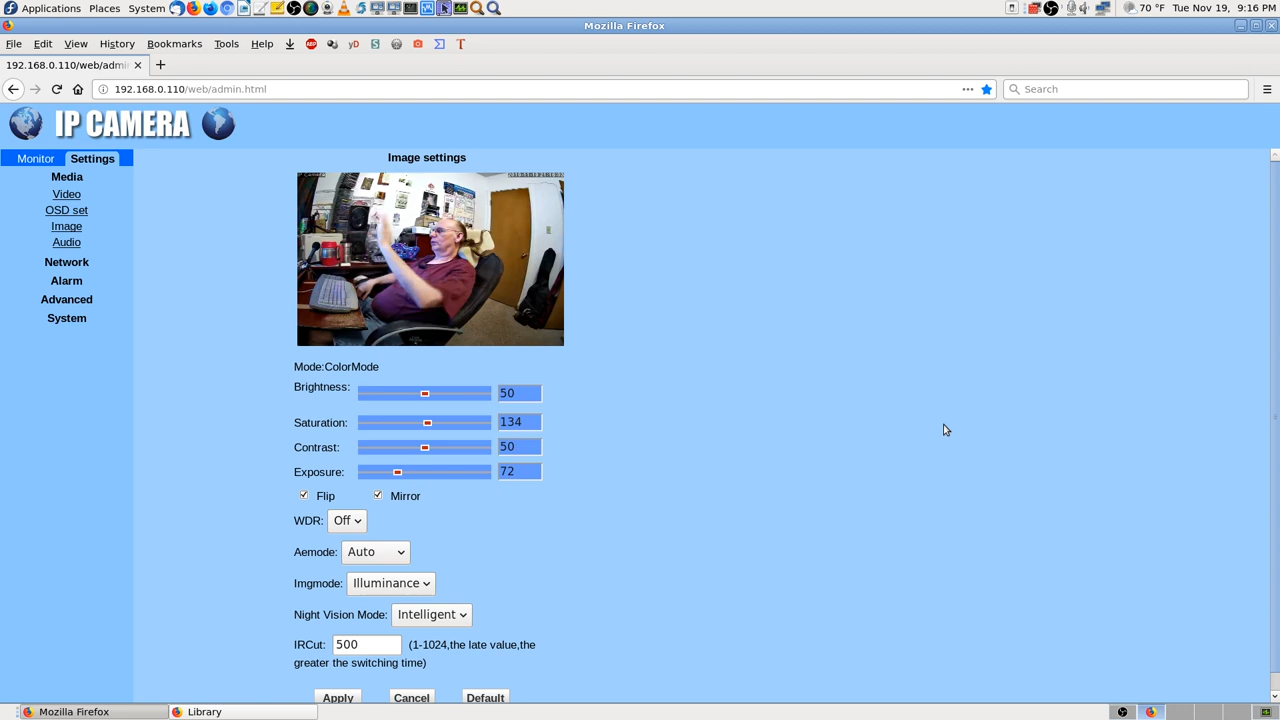 Applications Places System 70 °F Tue Nov 19, 9:16 PM
Mozilla Firefox
File Edit View History Bookmarks Tools Help ABP yD S T
192.168.0.110/web/admi
192.168.0.110/web/admin.html Search
IP CAMERA
Monitor Settings
Media
Video
OSD set
Image
Audio
Network
Alarm
Advanced
System
Image settings
Mode:ColorMode
Brightness: 50
Saturation: 134
Contrast: 50
Exposure: 72
Flip Mirror
WDR: Off
Aemode: Auto
Imgmode: Illuminance
Night Vision Mode: Intelligent
IRCut: 500 (1-1024,the late value,the
greater the switching time)
Apply Cancel Default
Mozilla Firefox Library